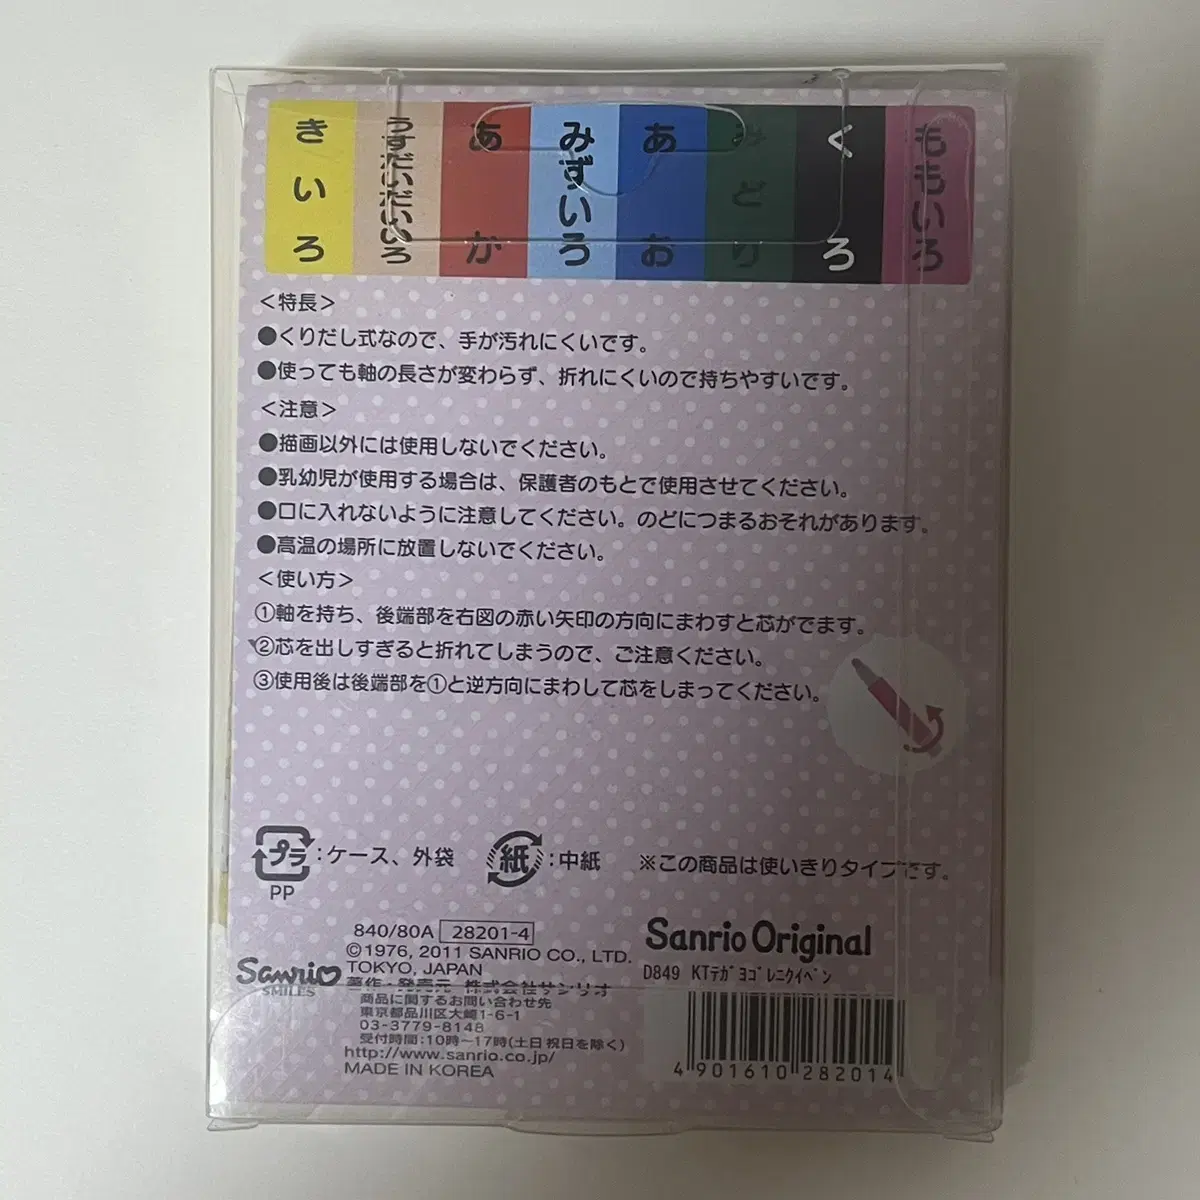 きいろ
うすだいだいいろ
あか
みずいろ
あお
みどり
くろ
ももいろ
＜特長＞
●くりだし式なので、手が汚れにくいです。
●使っても軸の長さが変わらず、折れにくいので持ちやすいです。
＜注意＞
●描画以外には使用しないでください。
●乳幼児が使用する場合は、保護者のもとで使用させてください。
●口に入れないように注意してください。のどにつまるおそれがあります。
●高温の場所に放置しないでください。
＜使い方＞
①軸を持ち、後端部を右図の赤い矢印の方向にまわすと芯がでます。
②芯を出しすぎると折れてしまうので、ご注意ください。
③使用後は後端部を①と逆方向にまわして芯をしまってください。
プラ:ケース、外袋
PP
紙:中紙
※この商品は使いきりタイプです。
840/80A 28201-4
©1976, 2011 SANRIO CO., LTD.
TOKYO, JAPAN
著作・発売元 株式会社サンリオ
Sanrio
SMILES
商品に関するお問い合わせ先
東京都品川区大崎1-6-1
03-3779-8148
受付時間:10時〜17時(土日祝日を除く)
http://www.sanrio.co.jp/
MADE IN KOREA
Sanrio Original
D849 KTﾃｶﾞﾖｺﾞﾚﾆｸｲﾍﾟﾝ
4 901610 282014